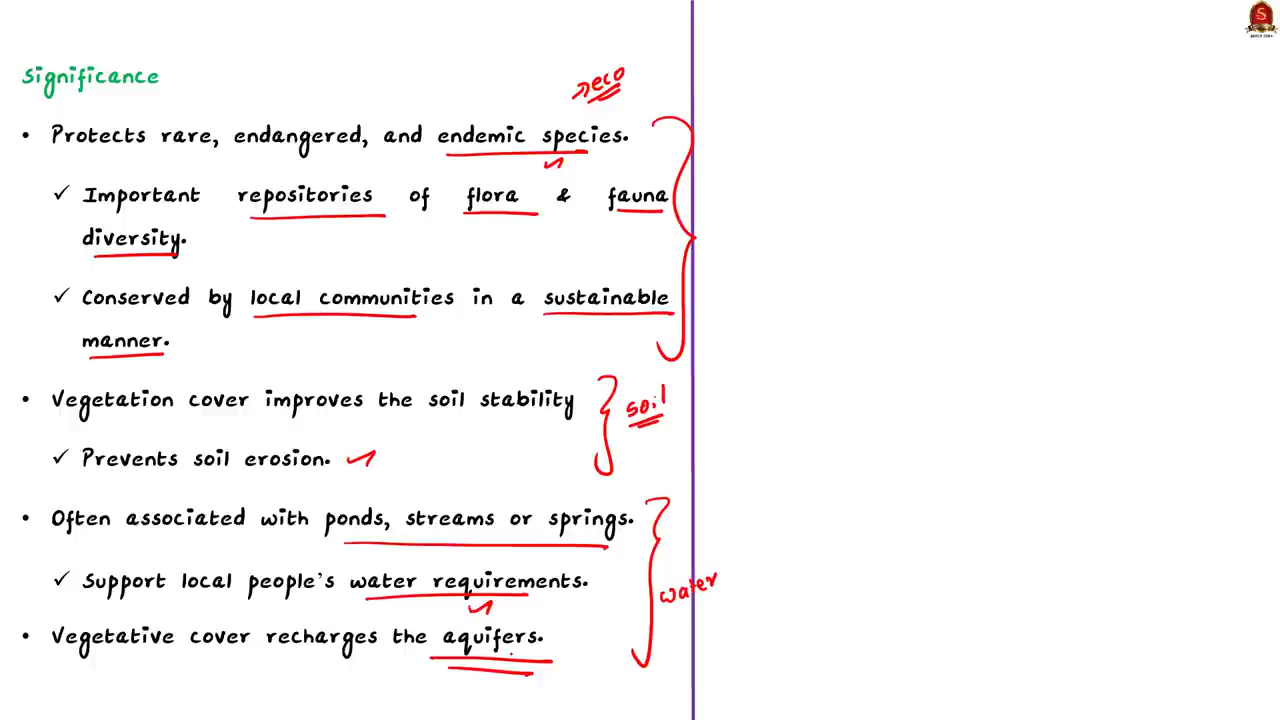 Significance
→eco
• Protects rare, endangered, and endemic species.
✓ Important repositories of flora & fauna
diversity.
✓ Conserved by local communities in a sustainable
manner.
• Vegetation cover improves the soil stability
soil
✓ Prevents soil erosion.
• Often associated with ponds, streams or springs.
✓ Support local people's water requirements.
water
• Vegetative cover recharges the aquifers.